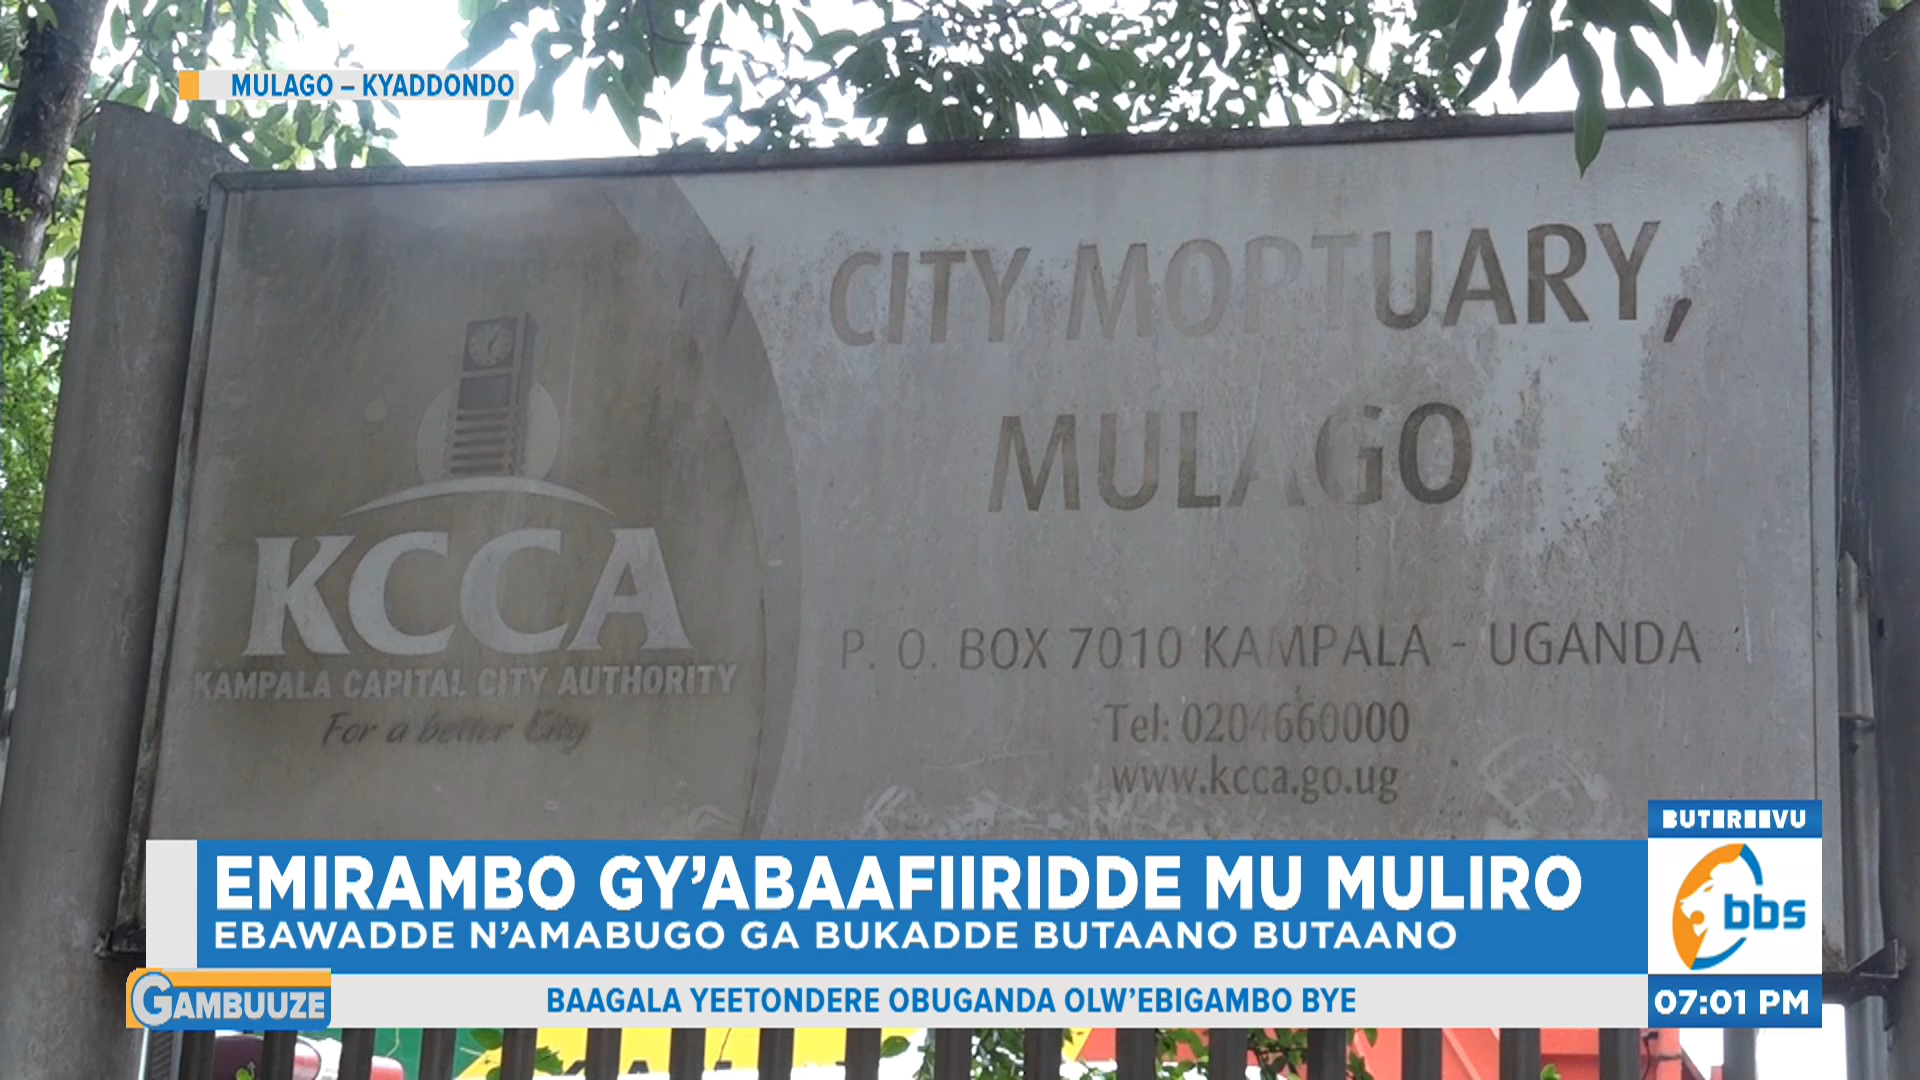 MULAGO – KYADDONDO
CITY MORTUARY,
MULAGO
KCCA
KAMPALA CAPITAL CITY AUTHORITY
For a better City
P. O. BOX 7010 KAMPALA - UGANDA
Tel: 0204660000
www.kcca.go.ug
EMIRAMBO GY'ABAAFIIRIDDE MU MULIRO
EBAWADDE N'AMABUGO GA BUKADDE BUTAANO BUTAANO
GAMBUUZE
BAAGALA YEETONDERE OBUGANDA OLW'EBIGAMBO BYE
BUTEREEVU
bbs
07:01 PM